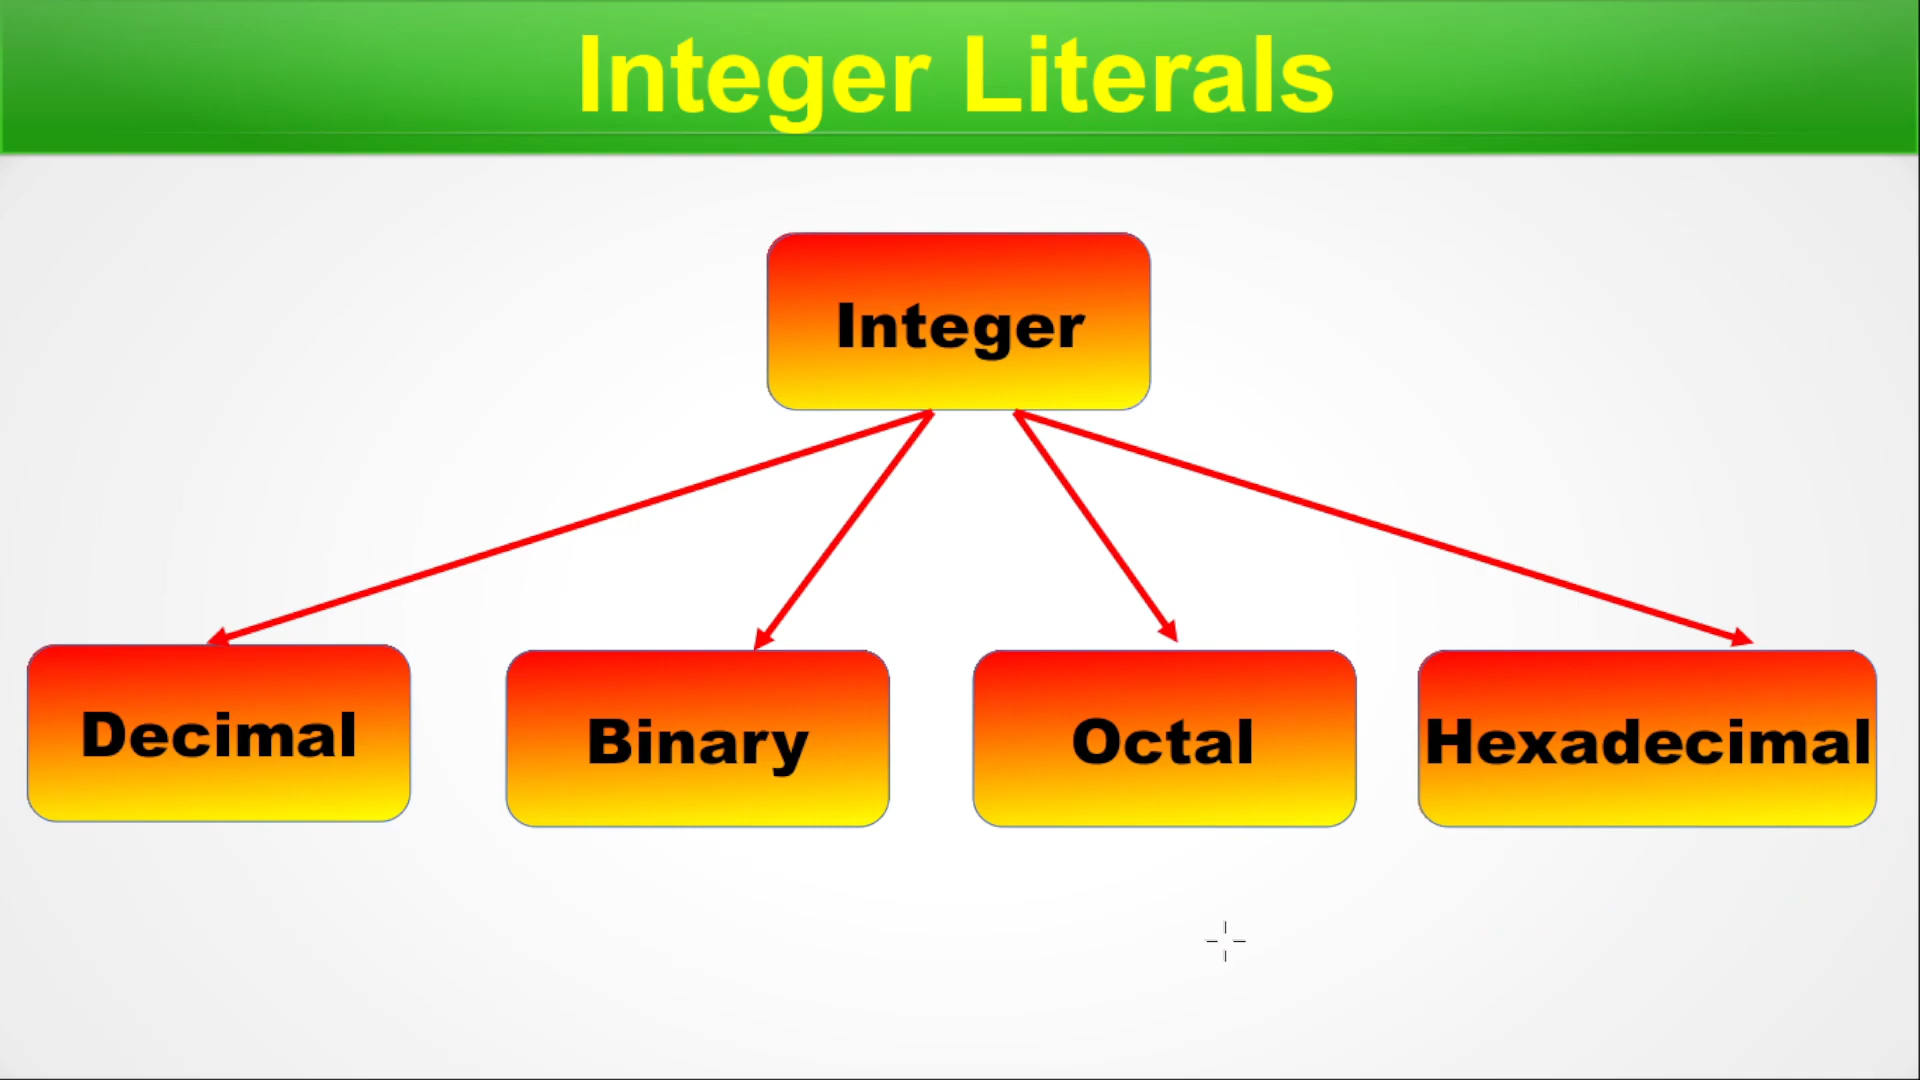 Integer Literals
Integer
Decimal
Binary
Octal
Hexadecimal